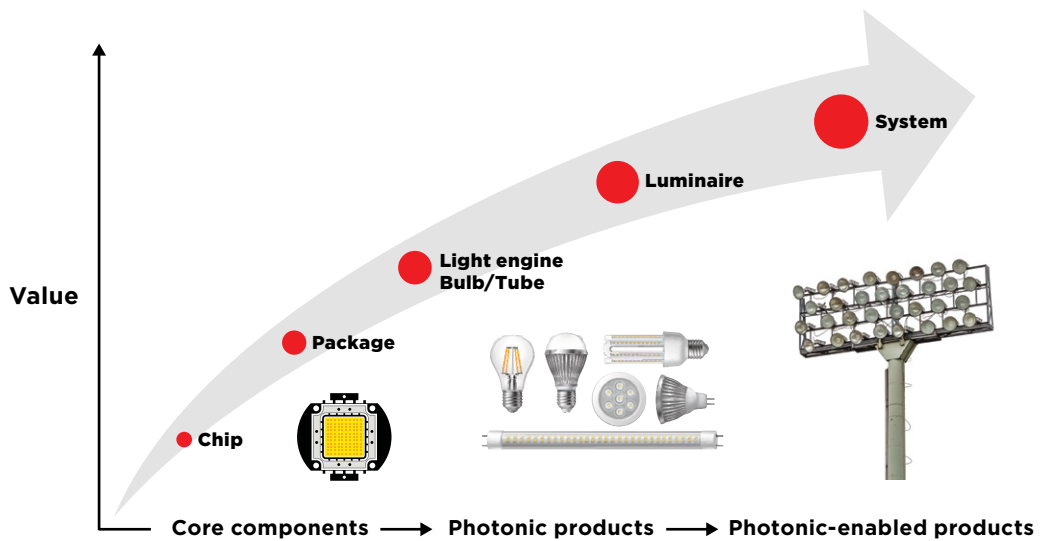 System
Luminaire
Light engine
Bulb/Tube
Value
Package
Chip
Core components
Photonic products
Photonic-enabled products